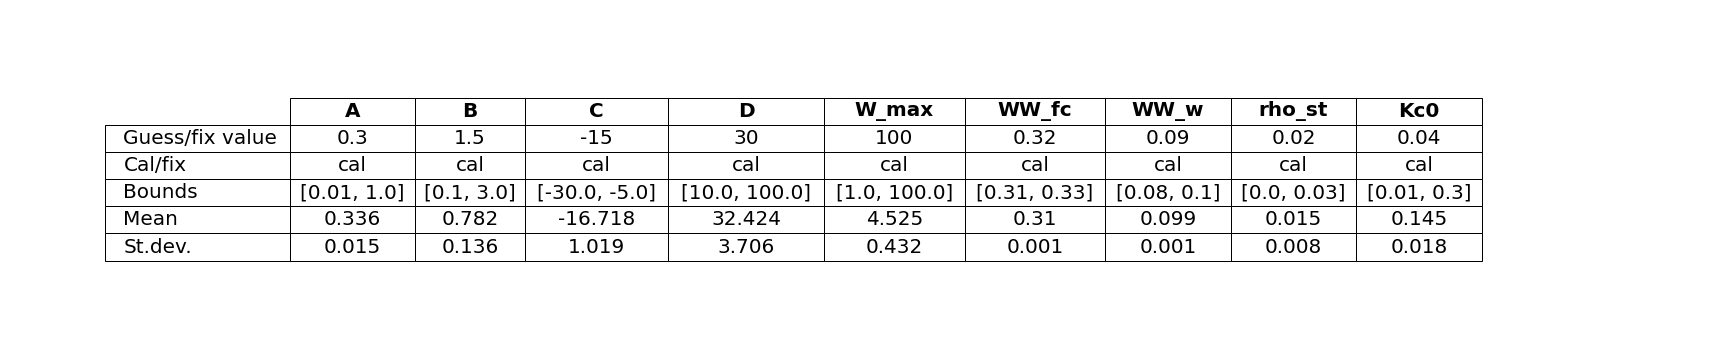 A B C D W_max WW_fc WW_w rho_st Kc0
Guess/fix value 0.3 1.5 -15 30 100 0.32 0.09 0.02 0.04
Cal/fix cal cal cal cal cal cal cal cal cal
Bounds [0.01, 1.0] [0.1, 3.0] [-30.0, -5.0] [10.0, 100.0] [1.0, 100.0] [0.31, 0.33] [0.08, 0.1] [0.0, 0.03] [0.01, 0.3]
Mean 0.336 0.782 -16.718 32.424 4.525 0.31 0.099 0.015 0.145
St.dev. 0.015 0.136 1.019 3.706 0.432 0.001 0.001 0.008 0.018